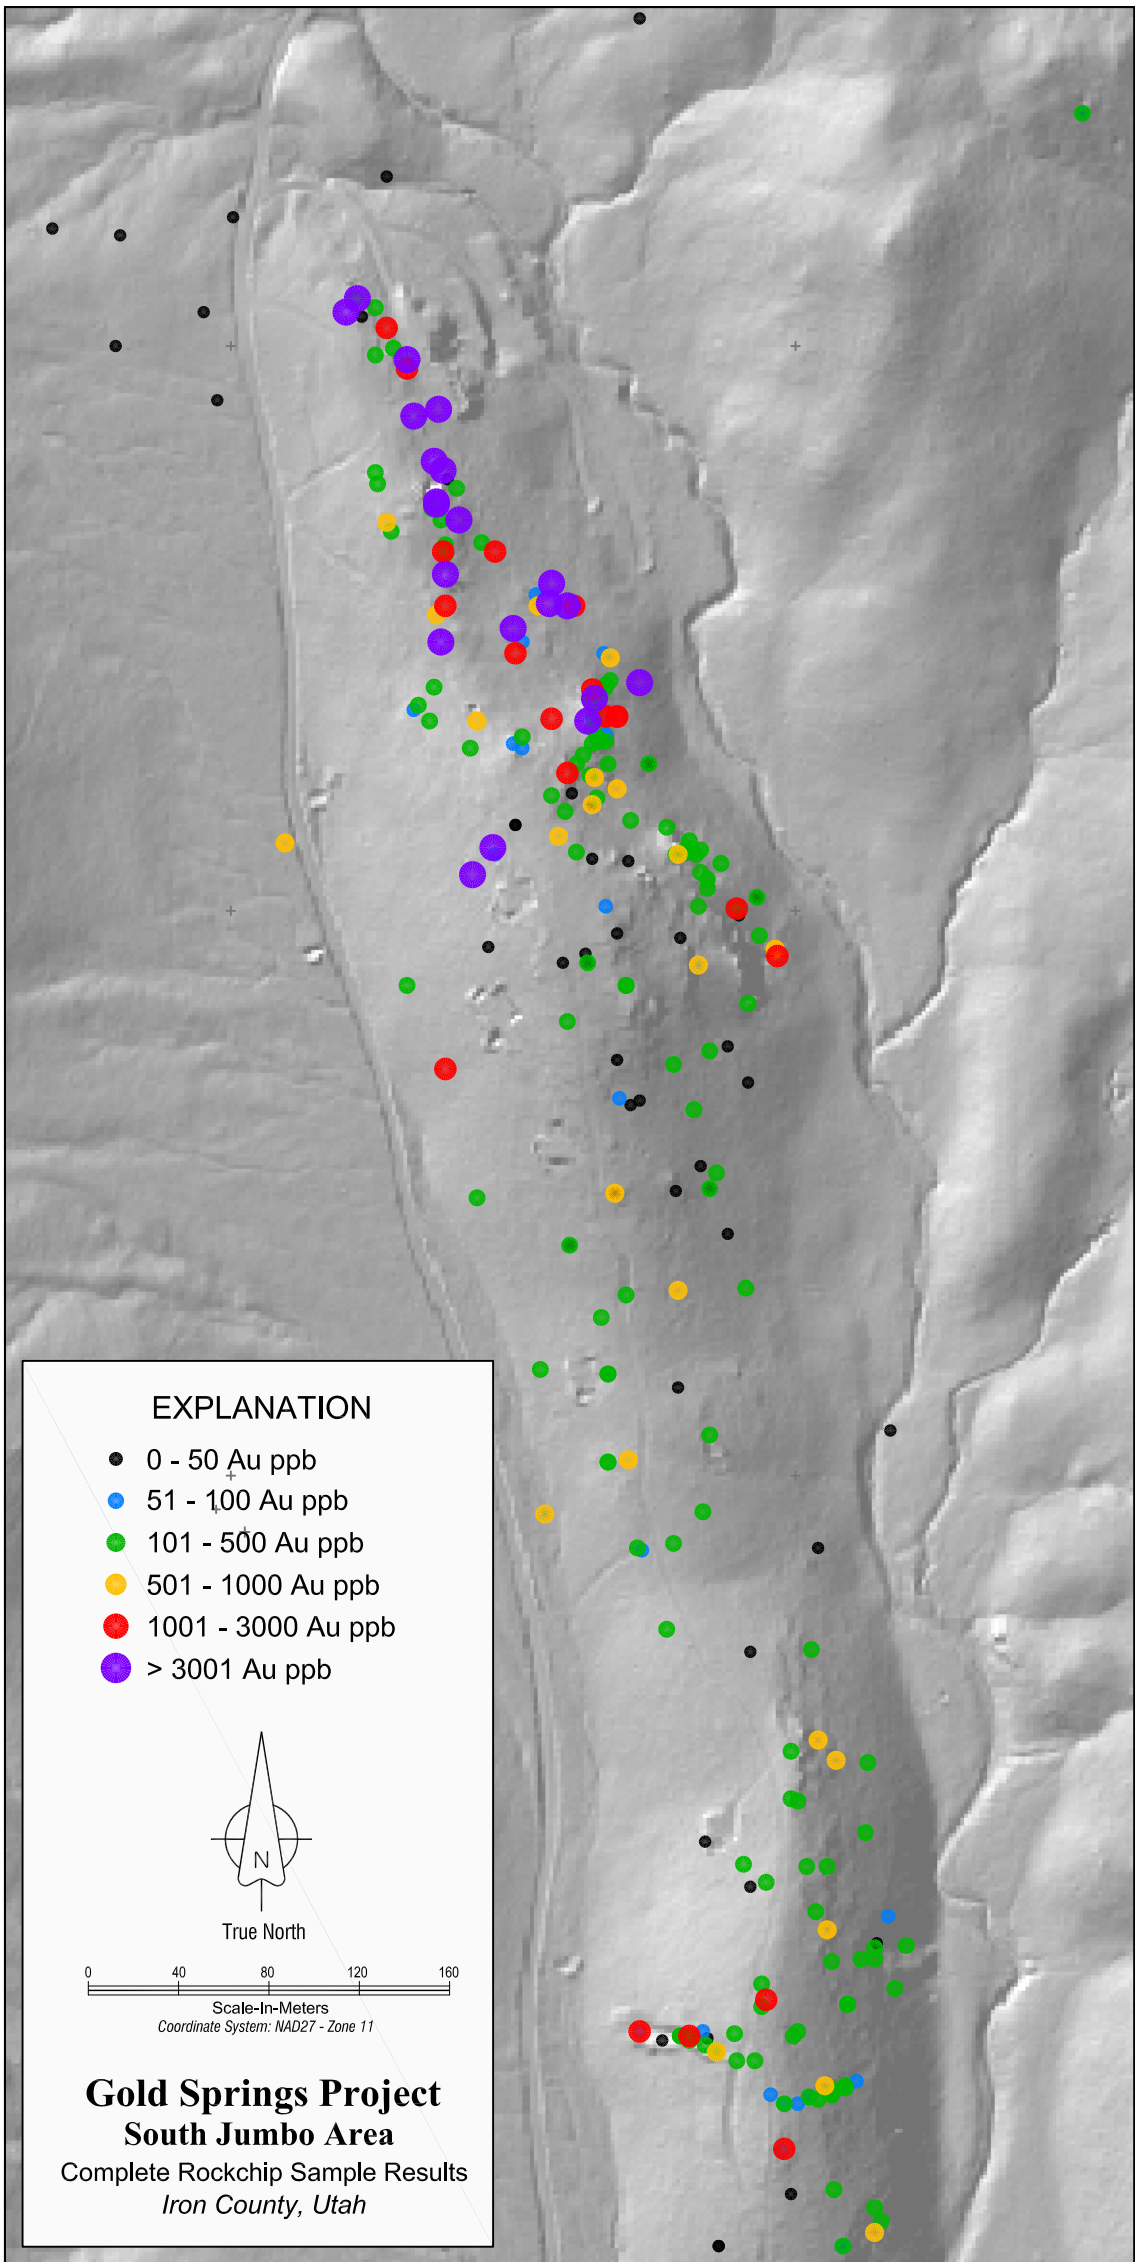 EXPLANATION
0 - 50 Au ppb
51 - 100 Au ppb
101 - 500 Au ppb
501 - 1000 Au ppb
1001 - 3000 Au ppb
> 3001 Au ppb
N
True North
0 40 80 120 160
Scale-In-Meters
Coordinate System: NAD27 - Zone 11
Gold Springs Project
South Jumbo Area
Complete Rockchip Sample Results
Iron County, Utah